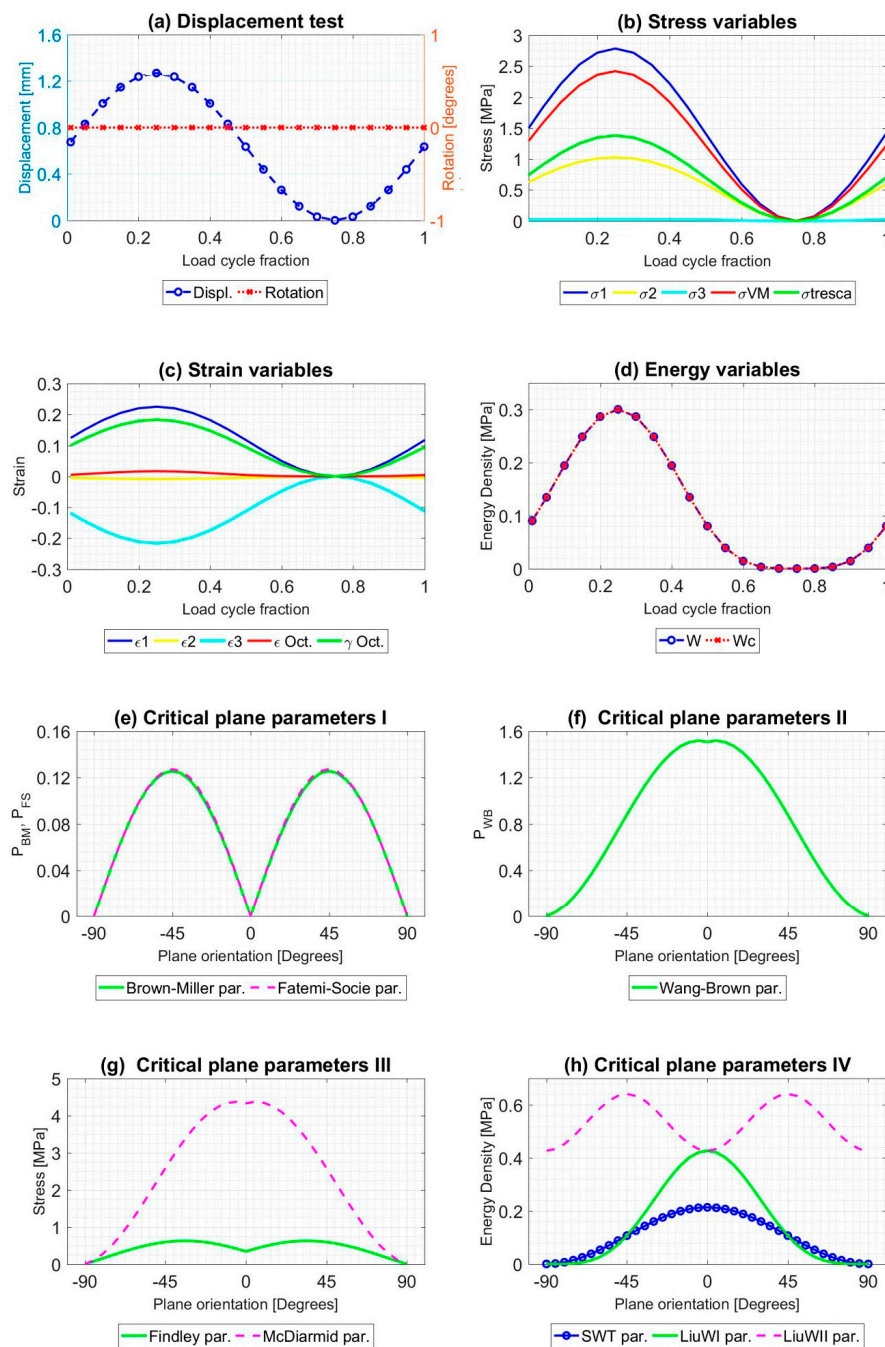 (a) Displacement test
1.6
1.2
0.8
0.4
0
Displacement [mm]
1
0
-1
Rotation [degrees]
0 0.2 0.4 0.6 0.8 1
Load cycle fraction
Displ. Rotation
(b) Stress variables
3
2.5
2
1.5
1
0.5
0
Stress [MPa]
0.2 0.4 0.6 0.8 1
Load cycle fraction
σ1 σ2 σ3 σVM σtresca
(c) Strain variables
0.3
0.2
0.1
0
-0.1
-0.2
-0.3
Strain
0 0.2 0.4 0.6 0.8 1
Load cycle fraction
ϵ1 ϵ2 ϵ3 ϵ Oct. γ Oct.
(d) Energy variables
0.3
0.2
0.1
0
Energy Density [MPa]
0 0.2 0.4 0.6 0.8 1
Load cycle fraction
W Wc
(e) Critical plane parameters I
0.16
0.12
0.08
0.04
0
P_BM, P_FS
-90 -45 0 45 90
Plane orientation [Degrees]
Brown-Miller par. Fatemi-Socie par.
(f) Critical plane parameters II
1.6
1.2
0.8
0.4
0
P_WB
-90 -45 0 45 90
Plane orientation [Degrees]
Wang-Brown par.
(g) Critical plane parameters III
5
4
3
2
1
0
Stress [MPa]
-90 -45 0 45 90
Plane orientation [Degrees]
Findley par. McDiarmid par.
(h) Critical plane parameters IV
0.6
0.4
0.2
0
Energy Density [MPa]
-90 -45 0 45 90
Plane orientation [Degrees]
SWT par. LiuWI par. LiuWII par.